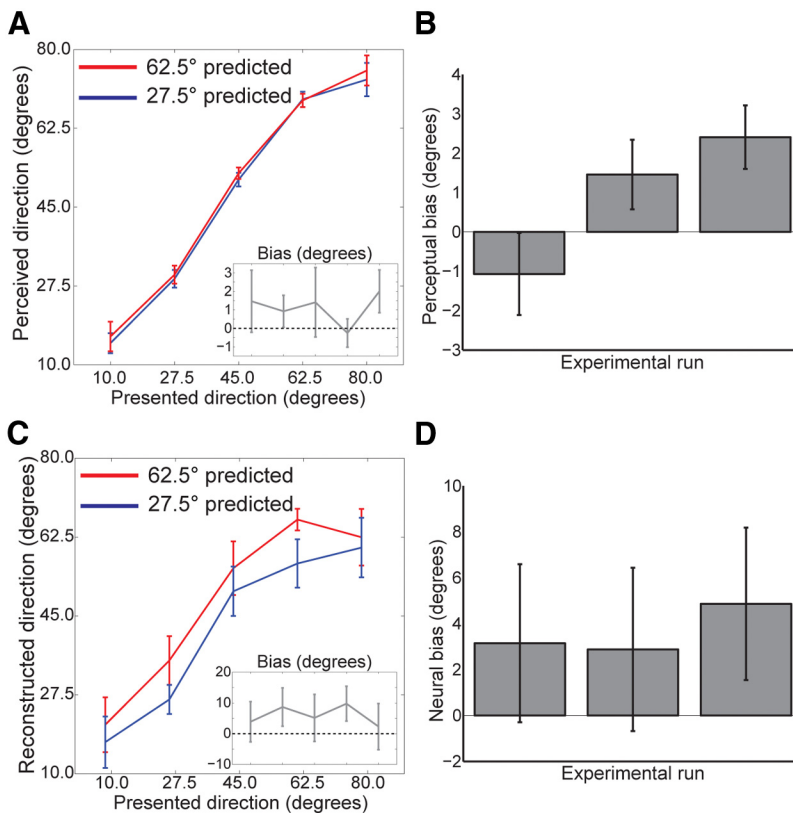 A
80.0
62.5
45.0
27.5
10.0
Perceived direction (degrees)
62.5° predicted
27.5° predicted
Bias (degrees)
3
2
1
0
−1
10.0 27.5 45.0 62.5 80.0
Presented direction (degrees)
B
4
3
2
1
0
−1
−2
−3
Perceptual bias (degrees)
Experimental run
C
80.0
62.5
45.0
27.5
10.0
Reconstructed direction (degrees)
62.5° predicted
27.5° predicted
Bias (degrees)
20
10
0
−10
10.0 27.5 45.0 62.5 80.0
Presented direction (degrees)
D
10
8
6
4
2
0
−2
Neural bias (degrees)
Experimental run